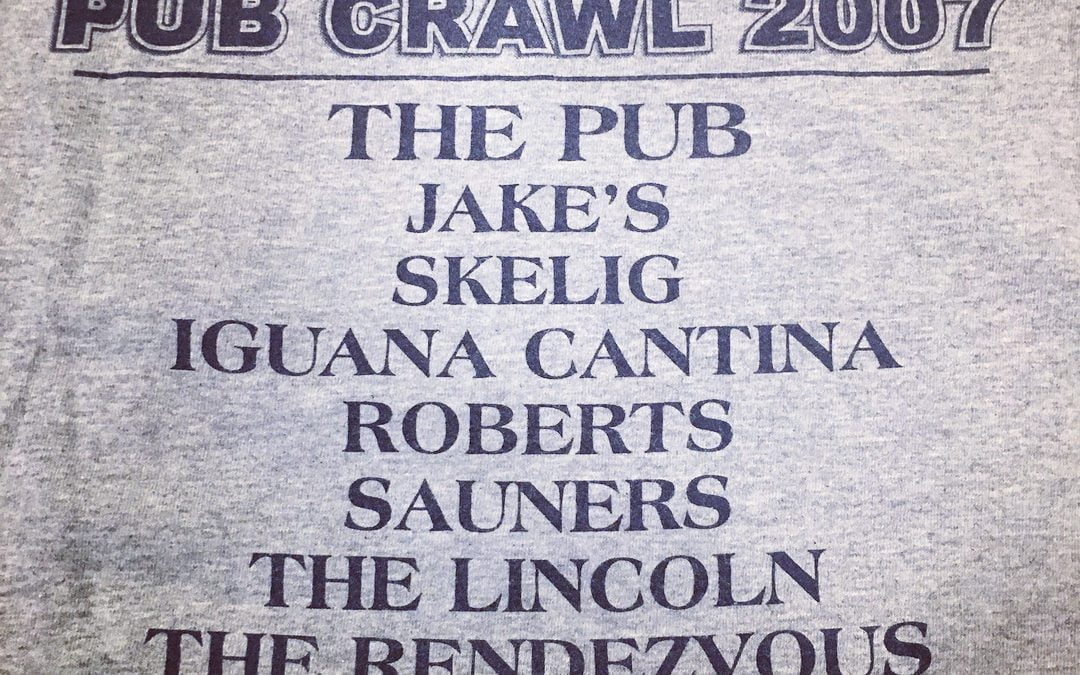 PUB CRAWL 2007
THE PUB
JAKE'S
SKELIG
IGUANA CANTINA
ROBERTS
SAUNERS
THE LINCOLN
THE RENDEZVOUS